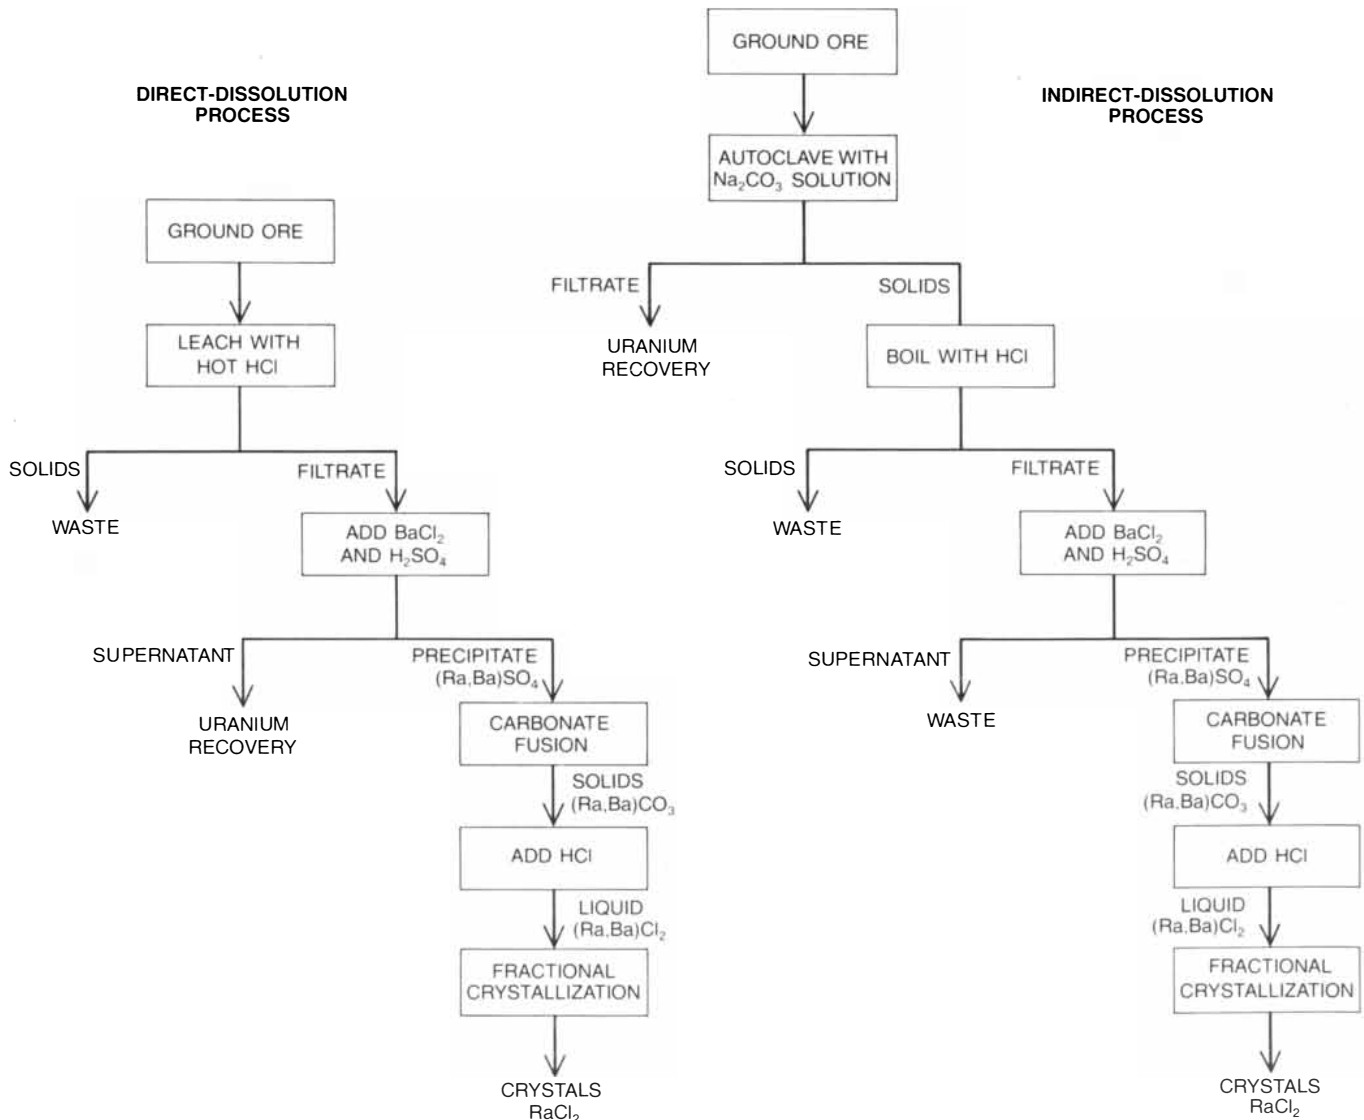 DIRECT-DISSOLUTION
PROCESS
GROUND ORE
LEACH WITH
HOT HCl
SOLIDS
FILTRATE
WASTE
ADD BaCl₂
AND H₂SO₄
SUPERNATANT
PRECIPITATE
(Ra,Ba)SO₄
URANIUM
RECOVERY
CARBONATE
FUSION
SOLIDS
(Ra,Ba)CO₃
ADD HCl
LIQUID
(Ra,Ba)Cl₂
FRACTIONAL
CRYSTALLIZATION
CRYSTALS
RaCl₂
INDIRECT-DISSOLUTION
PROCESS
GROUND ORE
AUTOCLAVE WITH
Na₂CO₃ SOLUTION
FILTRATE
SOLIDS
URANIUM
RECOVERY
BOIL WITH HCl
SOLIDS
FILTRATE
WASTE
ADD BaCl₂
AND H₂SO₄
SUPERNATANT
PRECIPITATE
(Ra,Ba)SO₄
WASTE
CARBONATE
FUSION
SOLIDS
(Ra,Ba)CO₃
ADD HCl
LIQUID
(Ra,Ba)Cl₂
FRACTIONAL
CRYSTALLIZATION
CRYSTALS
RaCl₂